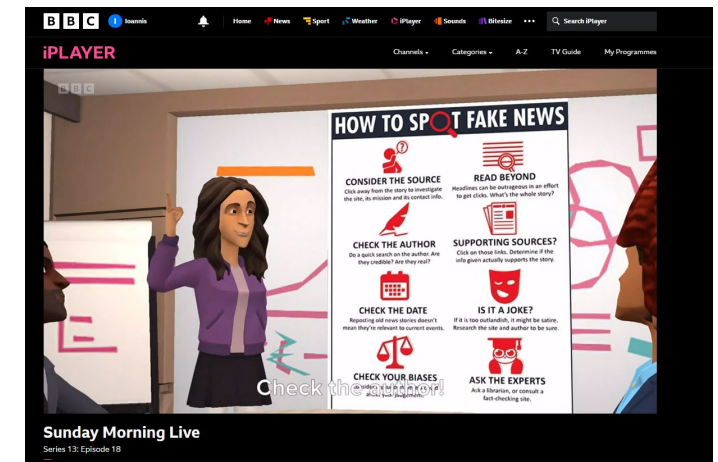 BBC
Ioannis
Home News Sport Weather iPlayer Sounds Bitesize Search iPlayer
iPLAYER
Channels Categories A-Z TV Guide My Programmes
BBC
HOW TO SPOT FAKE NEWS
CONSIDER THE SOURCE
Click away from the story to investigate
the site, its mission and its contact info.
READ BEYOND
Headlines can be outrageous in an effort
to get clicks. What's the whole story?
CHECK THE AUTHOR
Do a quick search on the author. Are
they credible? Are they real?
SUPPORTING SOURCES?
Click on those links. Determine if the
info given actually supports the story.
CHECK THE DATE
Reposting old news stories doesn't
mean they're relevant to current events.
IS IT A JOKE?
If it is too outlandish, it might be satire.
Research the site and author to be sure.
CHECK YOUR BIASES
judgement.
ASK THE EXPERTS
Ask a librarian, or consult a
fact-checking site.
Check the author!
Sunday Morning Live
Series 13: Episode 18